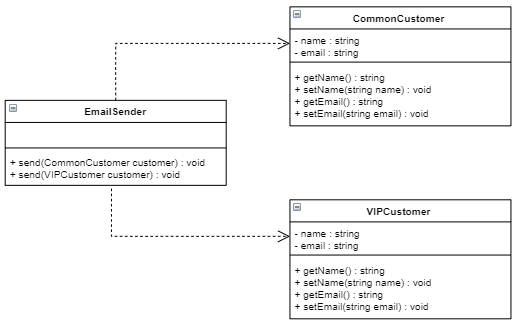 CommonCustomer
- name : string
- email : string
+ getName() : string
+ setName(string name) : void
+ getEmail() : string
+ setEmail(string email) : void
EmailSender
+ send(CommonCustomer customer) : void
+ send(VIPCustomer customer) : void
VIPCustomer
- name : string
- email : string
+ getName() : string
+ setName(string name) : void
+ getEmail() : string
+ setEmail(string email) : void